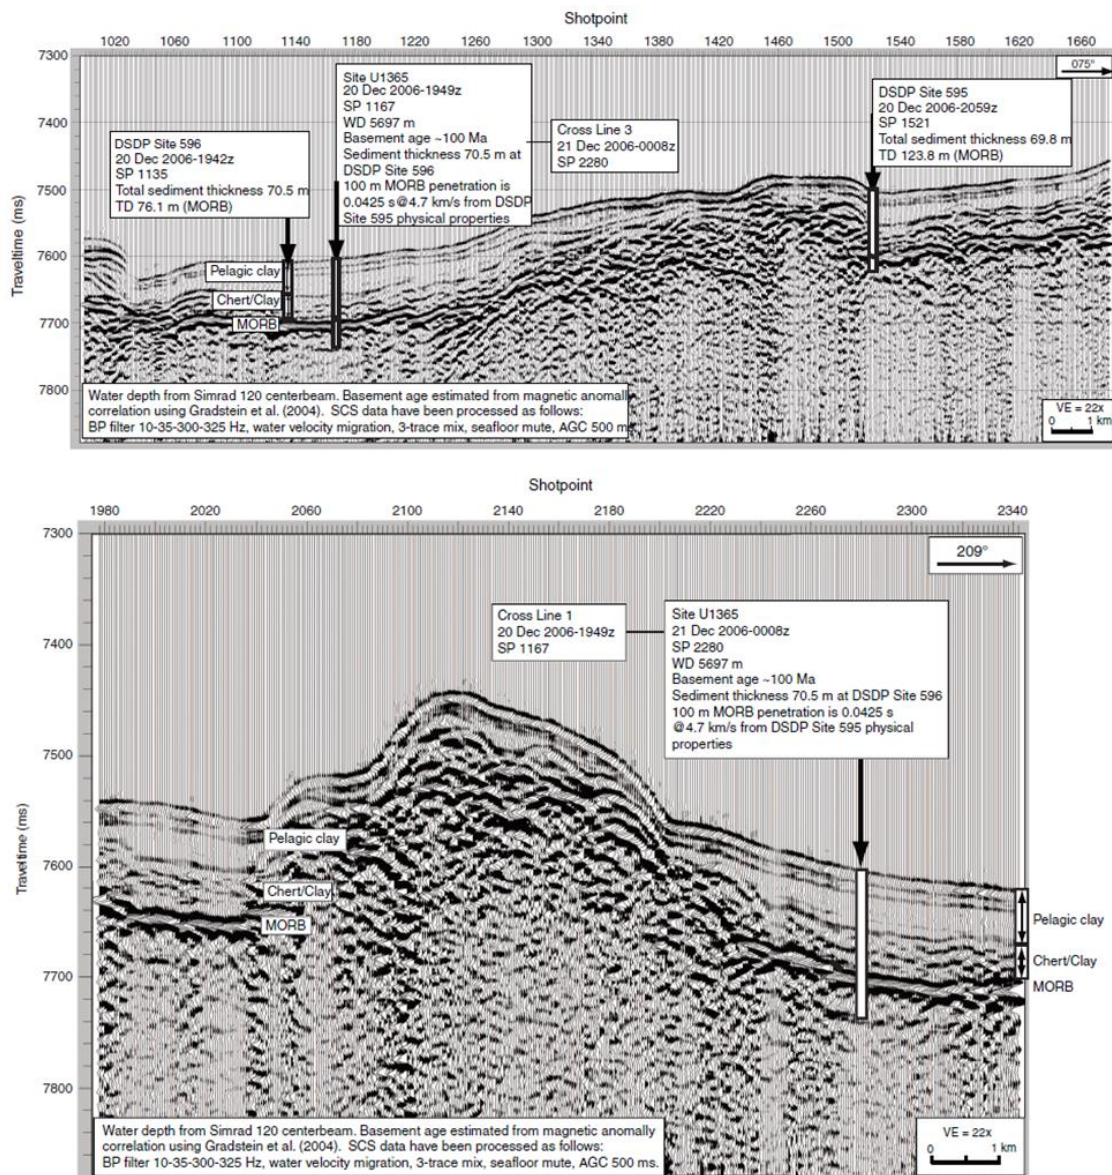 Shotpoint
1020 1060 1100 1140 1180 1220 1260 1300 1340 1380 1420 1460 1540 1580 1620 1660
7300
7400
7500
7600
7700
7800
Traveltime (ms)
075°
DSDP Site 596
20 Dec 2006-1942z
SP 1135
Total sediment thickness 70.5 m
TD 76.1 m (MORB)
Site U1365
20 Dec 2006-1949z
SP 1167
WD 5697 m
Basement age ~100 Ma
Sediment thickness 70.5 m at
DSDP Site 596
100 m MORB penetration is
0.0425 s@4.7 km/s from DSDP
Site 595 physical properties
Cross Line 3
21 Dec 2006-0008z
SP 2280
DSDP Site 595
20 Dec 2006-2059z
SP 1521
Total sediment thickness 69.8 m
TD 123.8 m (MORB)
Pelagic clay
Chert/Clay
MORB
Water depth from Simrad 120 centerbeam. Basement age estimated from magnetic anomally
correlation using Gradstein et al. (2004). SCS data have been processed as follows:
BP filter 10-35-300-325 Hz, water velocity migration, 3-trace mix, seafloor mute, AGC 500 ms.
VE = 22x
0 1 km
Shotpoint
1980 2020 2060 2100 2140 2180 2220 2260 2300 2340
7300
7400
7500
7600
7700
7800
Traveltime (ms)
209°
Cross Line 1
20 Dec 2006-1949z
SP 1167
Site U1365
21 Dec 2006-0008z
SP 2280
WD 5697 m
Basement age ~100 Ma
Sediment thickness 70.5 m at DSDP Site 596
100 m MORB penetration is 0.0425 s
@4.7 km/s from DSDP Site 595 physical
properties
Pelagic clay
Chert/Clay
MORB
Pelagic clay
Chert/Clay
MORB
Water depth from Simrad 120 centerbeam. Basement age estimated from magnetic anomally
correlation using Gradstein et al. (2004). SCS data have been processed as follows:
BP filter 10-35-300-325 Hz, water velocity migration, 3-trace mix, seafloor mute, AGC 500 ms.
VE = 22x
0 1 km